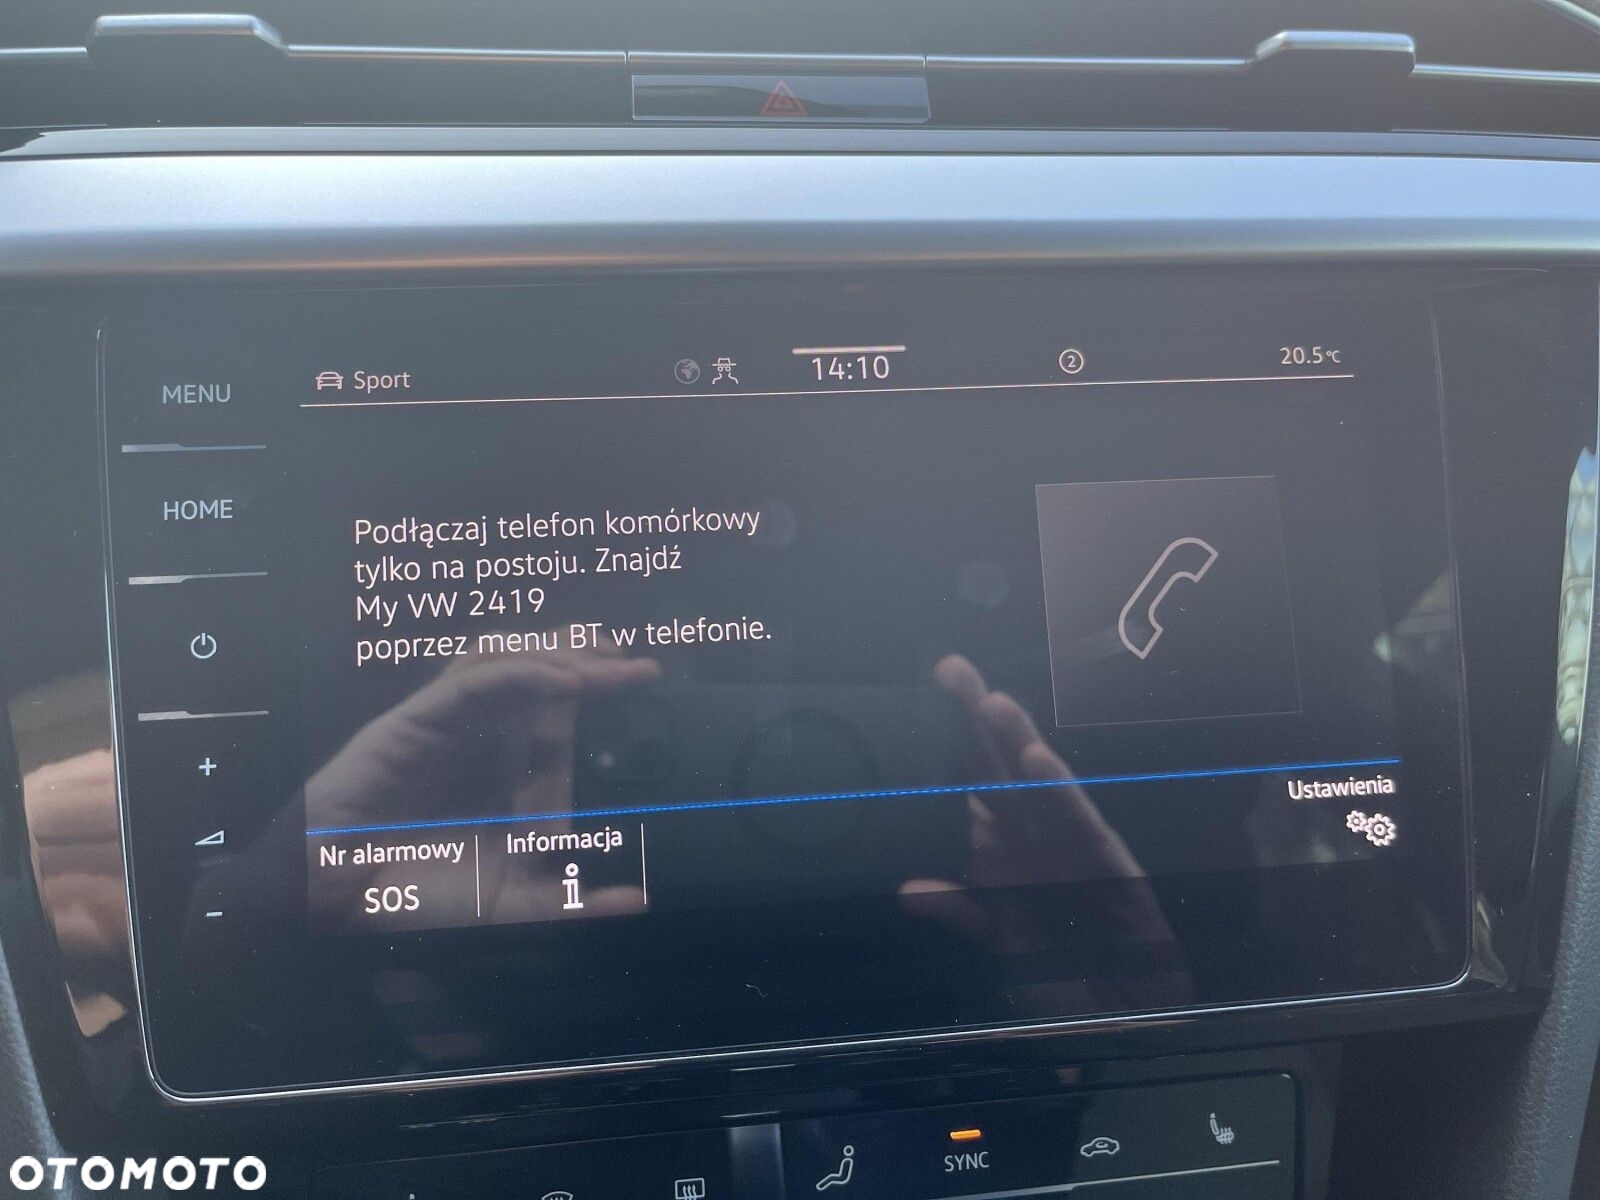 MENU
HOME
Sport
14:10
2
20.5°C
Podłączaj telefon komórkowy
tylko na postoju. Znajdź
My VW 2419
poprzez menu BT w telefonie.
Ustawienia
Nr alarmowy
SOS
Informacja
i
SYNC
OTOMOTO